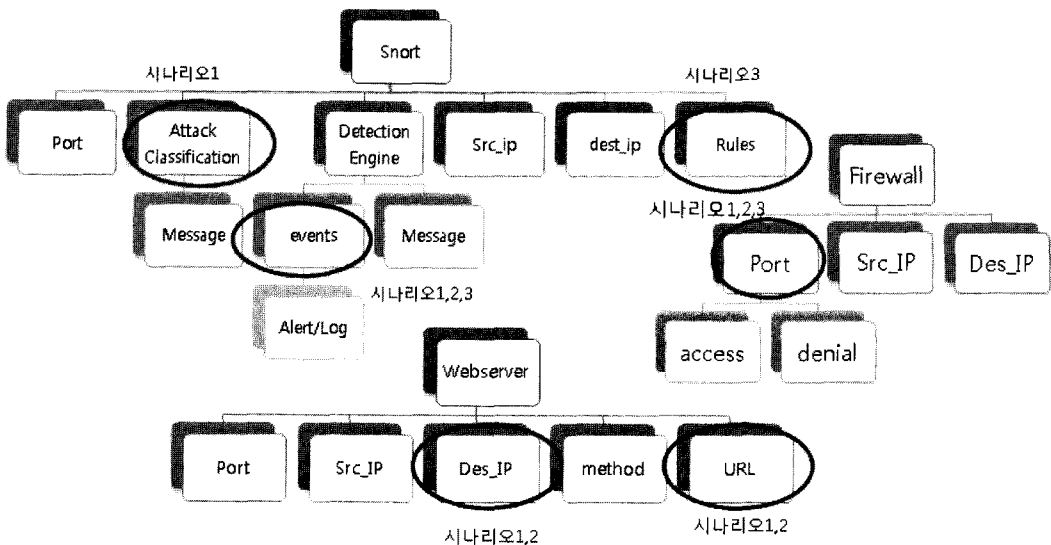 Snort
시나리오1
시나리오3
Port
Attack
Classification
Detection
Engine
Src_ip
dest_ip
Rules
Firewall
시나리오1,2,3
Message
events
Message
Port
Src_IP
Des_IP
시나리오1,2,3
Alert/Log
access
denial
Webserver
Port
Src_IP
Des_IP
method
URL
시나리오1,2
시나리오1,2